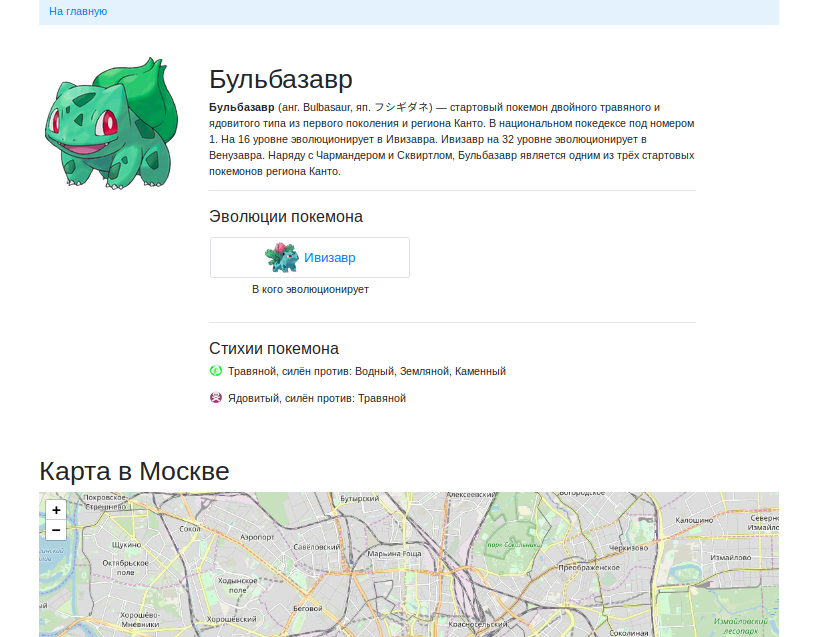 На главную
Бульбазавр
Бульбазавр (анг. Bulbasaur, яп. フシギダネ) — стартовый покемон двойного травяного и
ядовитого типа из первого поколения и региона Канто. В национальном покедексе под номером
1. На 16 уровне эволюционирует в Ивизавра. Ивизавр на 32 уровне эволюционирует в
Венузавра. Наряду с Чармандером и Сквиртлом, Бульбазавр является одним из трёх стартовых
покемонов региона Канто.
Эволюции покемона
Ивизавр
В кого эволюционирует
Стихии покемона
Травяной, силён против: Водный, Земляной, Каменный
Ядовитый, силён против: Травяной
Карта в Москве
+
−
Покровское-
Стрешнево
Бутырский
Алексеевский
Богородское
Калошино
Сокол
Аэропорт
Щукино
Савёловский
Марьина Роща
парк Сокольники
Черкизово
Преображенское
Измайлово
Октябрьское
поле
Ходынское
поле
Хорошёво-
Мнёвники
Хорошёвский
Беговой
Красносельский
Соколиная
Измайловский
лесопарк